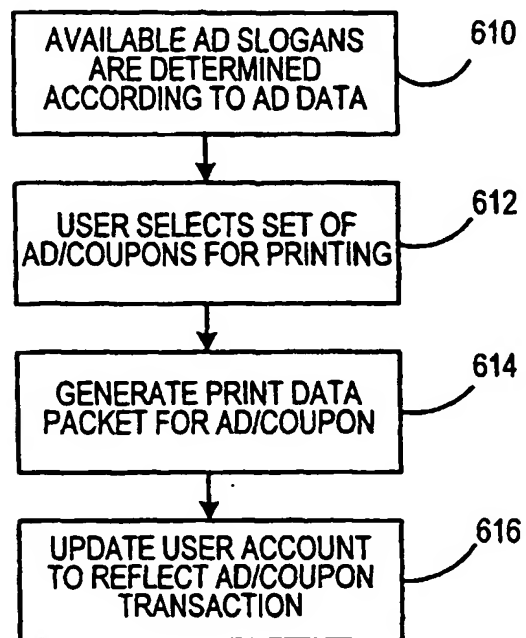 AVAILABLE AD SLOGANS
ARE DETERMINED
ACCORDING TO AD DATA
610
USER SELECTS SET OF
AD/COUPONS FOR PRINTING
612
GENERATE PRINT DATA
PACKET FOR AD/COUPON
614
UPDATE USER ACCOUNT
TO REFLECT AD/COUPON
TRANSACTION
616